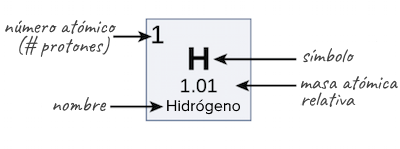 número atómico
(# protones)
1
H
símbolo
1.01
masa atómica
relativa
nombre
Hidrógeno